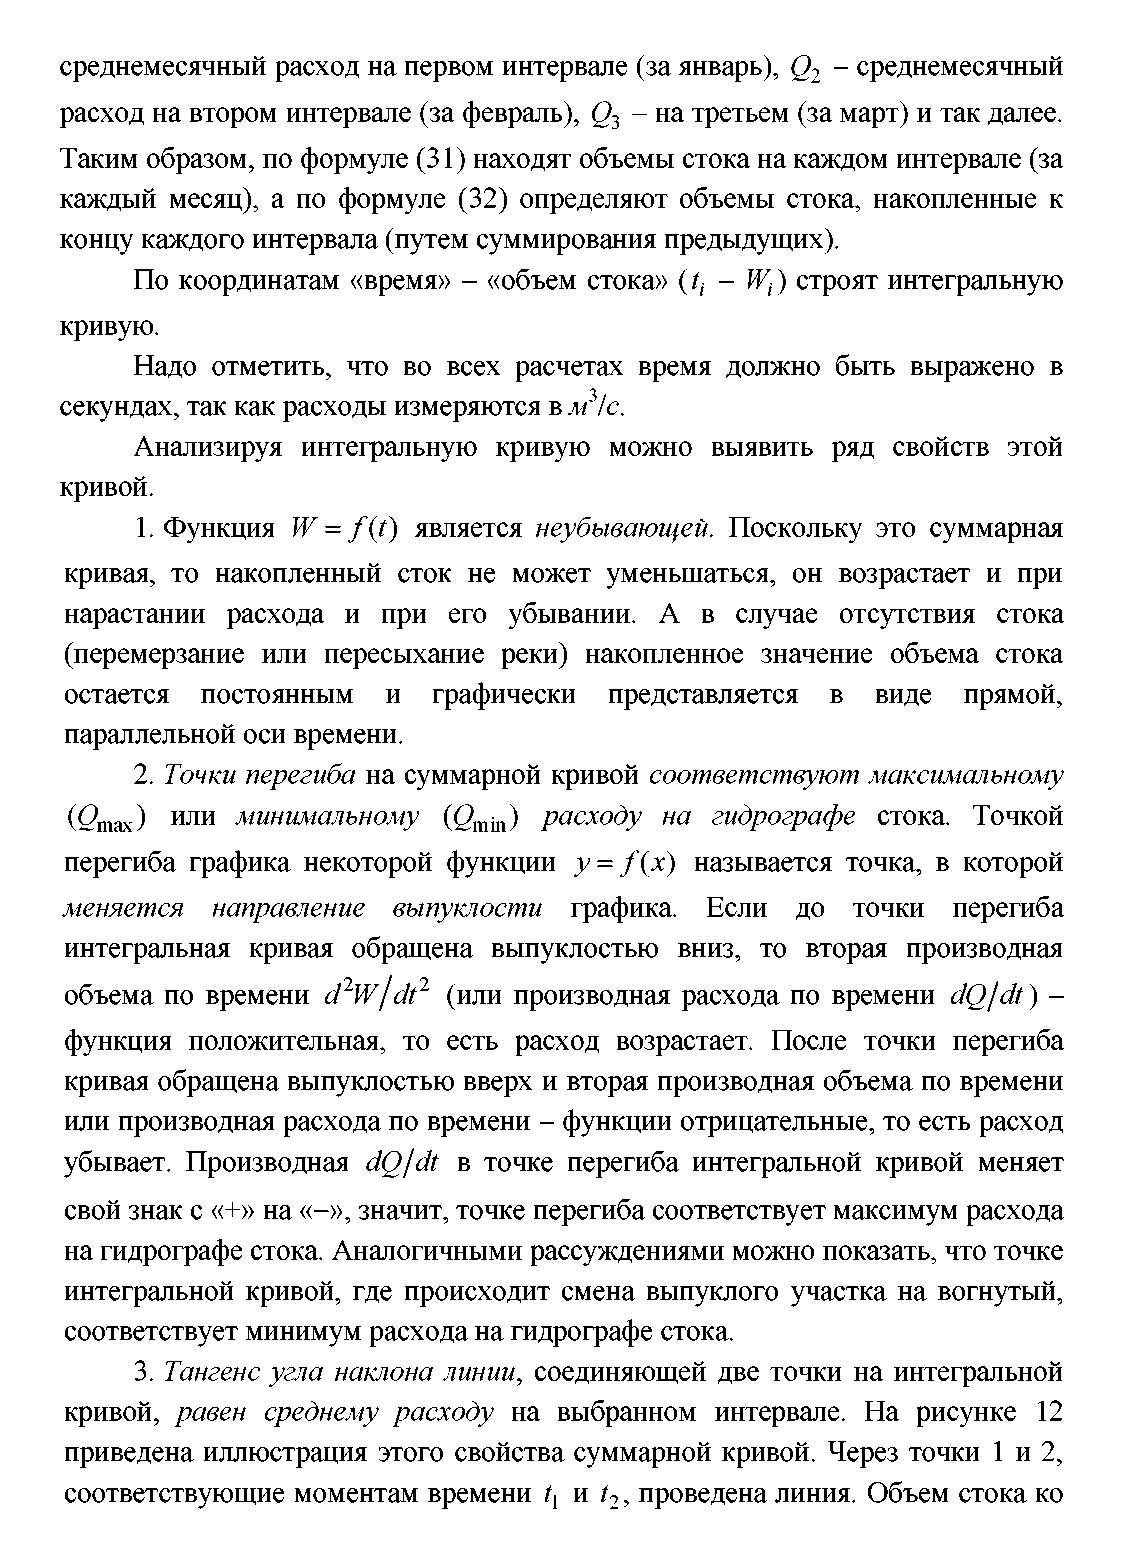 среднемесячный расход на первом интервале (за январь), Q₂ – среднемесячный
расход на втором интервале (за февраль), Q₃ – на третьем (за март) и так далее.
Таким образом, по формуле (31) находят объемы стока на каждом интервале (за
каждый месяц), а по формуле (32) определяют объемы стока, накопленные к
концу каждого интервала (путем суммирования предыдущих).
По координатам «время» – «объем стока» (tᵢ – Wᵢ) строят интегральную
кривую.
Надо отметить, что во всех расчетах время должно быть выражено в
секундах, так как расходы измеряются в м³/с.
Анализируя интегральную кривую можно выявить ряд свойств этой
кривой.
1. Функция W = f(t) является неубывающей. Поскольку это суммарная
кривая, то накопленный сток не может уменьшаться, он возрастает и при
нарастании расхода и при его убывании. А в случае отсутствия стока
(перемерзание или пересыхание реки) накопленное значение объема стока
остается постоянным и графически представляется в виде прямой,
параллельной оси времени.
2. Точки перегиба на суммарной кривой соответствуют максимальному
(Qmax) или минимальному (Qmin) расходу на гидрографе стока. Точкой
перегиба графика некоторой функции y = f(x) называется точка, в которой
меняется направление выпуклости графика. Если до точки перегиба
интегральная кривая обращена выпуклостью вниз, то вторая производная
объема по времени d²W/dt² (или производная расхода по времени dQ/dt) –
функция положительная, то есть расход возрастает. После точки перегиба
кривая обращена выпуклостью вверх и вторая производная объема по времени
или производная расхода по времени – функции отрицательные, то есть расход
убывает. Производная dQ/dt в точке перегиба интегральной кривой меняет
свой знак с «+» на «–», значит, точке перегиба соответствует максимум расхода
на гидрографе стока. Аналогичными рассуждениями можно показать, что точке
интегральной кривой, где происходит смена выпуклого участка на вогнутый,
соответствует минимум расхода на гидрографе стока.
3. Тангенс угла наклона линии, соединяющей две точки на интегральной
кривой, равен среднему расходу на выбранном интервале. На рисунке 12
приведена иллюстрация этого свойства суммарной кривой. Через точки 1 и 2,
соответствующие моментам времени t₁ и t₂, проведена линия. Объем стока ко